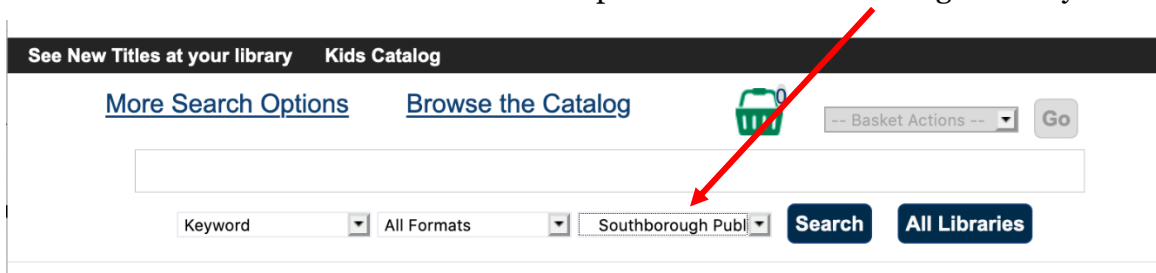 See New Titles at your library Kids Catalog
More Search Options Browse the Catalog 0 -- Basket Actions -- Go
Keyword All Formats Southborough Publ Search All Libraries